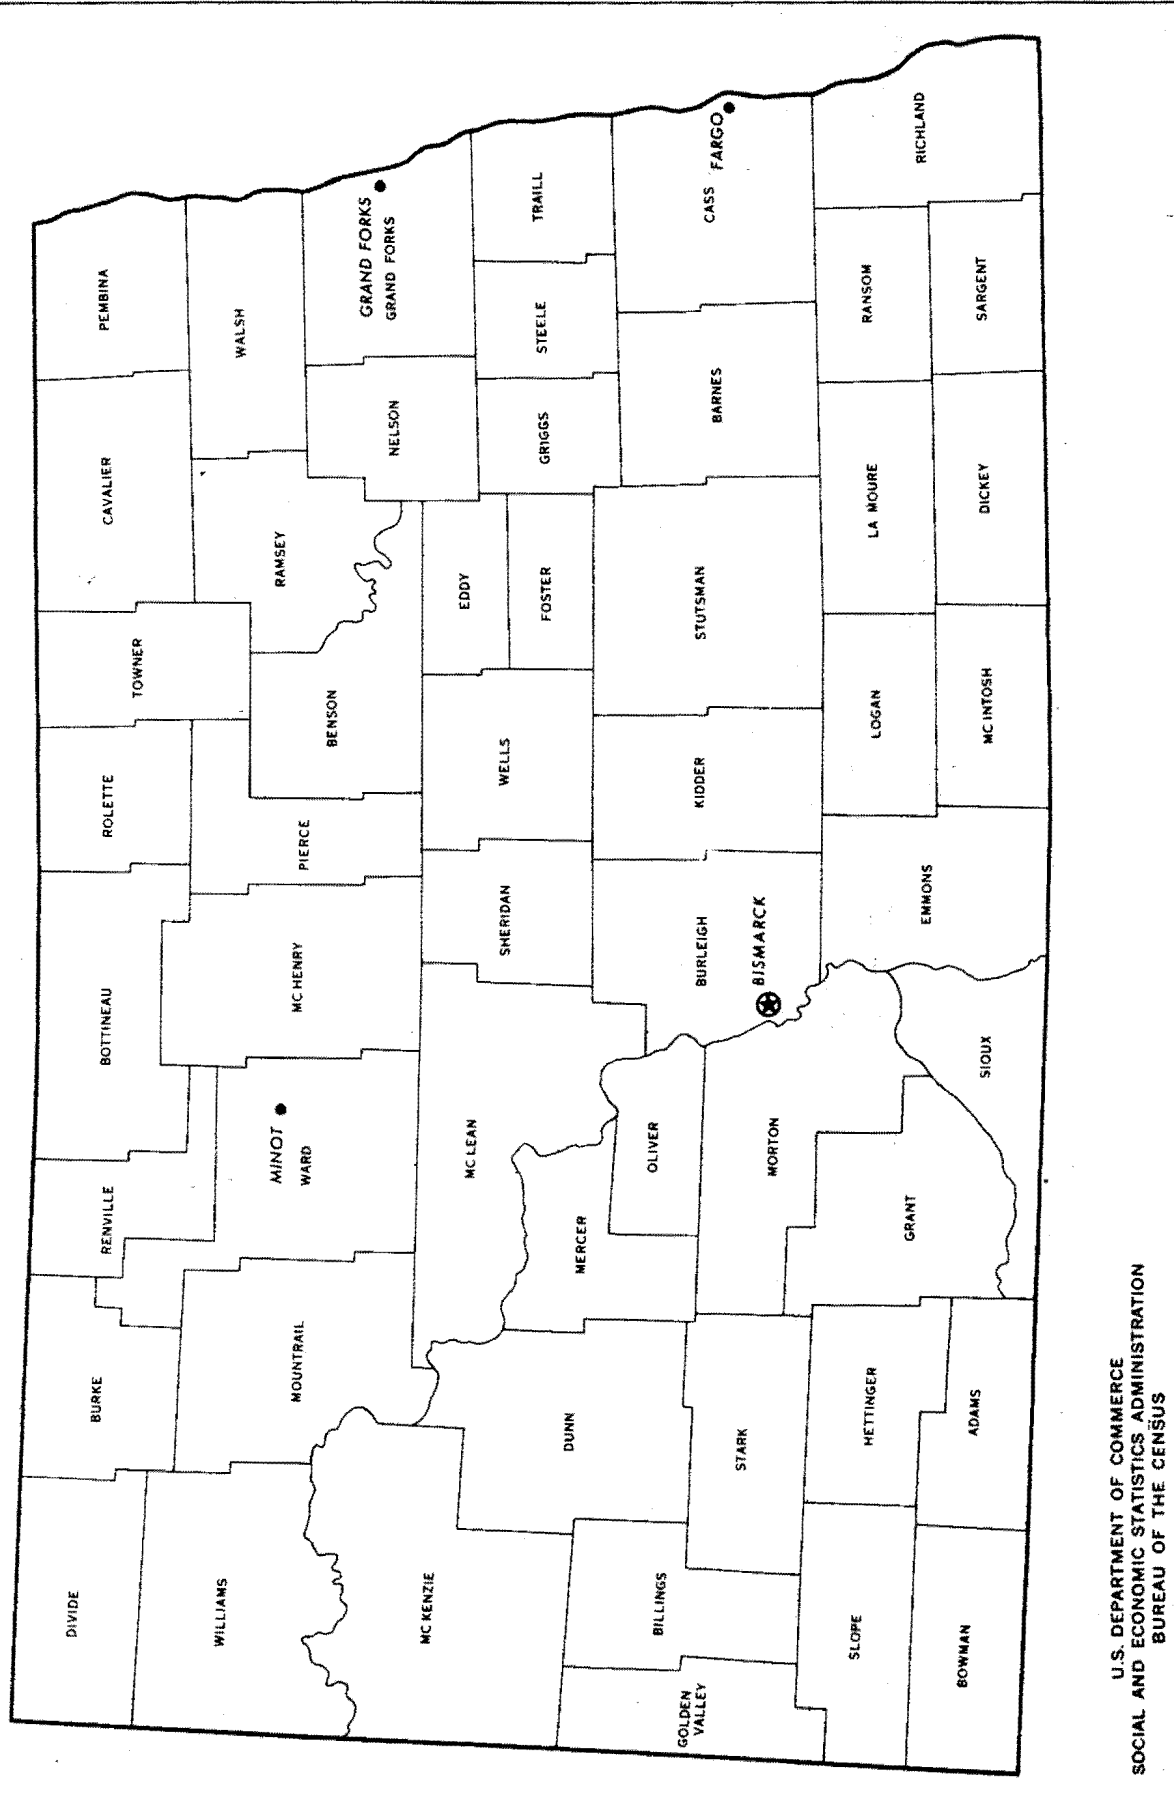 DIVIDE
BURKE
RENVILLE
BOTTINEAU
ROLETTE
TOWNER
CAVALIER
PEMBINA
WILLIAMS
MOUNTRAIL
MINOT
WARD
MC HENRY
PIERCE
BENSON
RAMSEY
WALSH
NELSON
GRAND FORKS
GRAND FORKS
MC KENZIE
DUNN
MERCER
MC LEAN
SHERIDAN
WELLS
EDDY
FOSTER
GRIGGS
STEELE
TRAILL
GOLDEN
VALLEY
BILLINGS
STARK
OLIVER
MORTON
BURLEIGH
BISMARCK
KIDDER
STUTSMAN
BARNES
CASS
FARGO
SLOPE
HETTINGER
GRANT
BOWMAN
ADAMS
SIOUX
EMMONS
LOGAN
MC INTOSH
LA MOURE
DICKEY
RANSOM
SARGENT
RICHLAND
U.S. DEPARTMENT OF COMMERCE
SOCIAL AND ECONOMIC STATISTICS ADMINISTRATION
BUREAU OF THE CENSUS